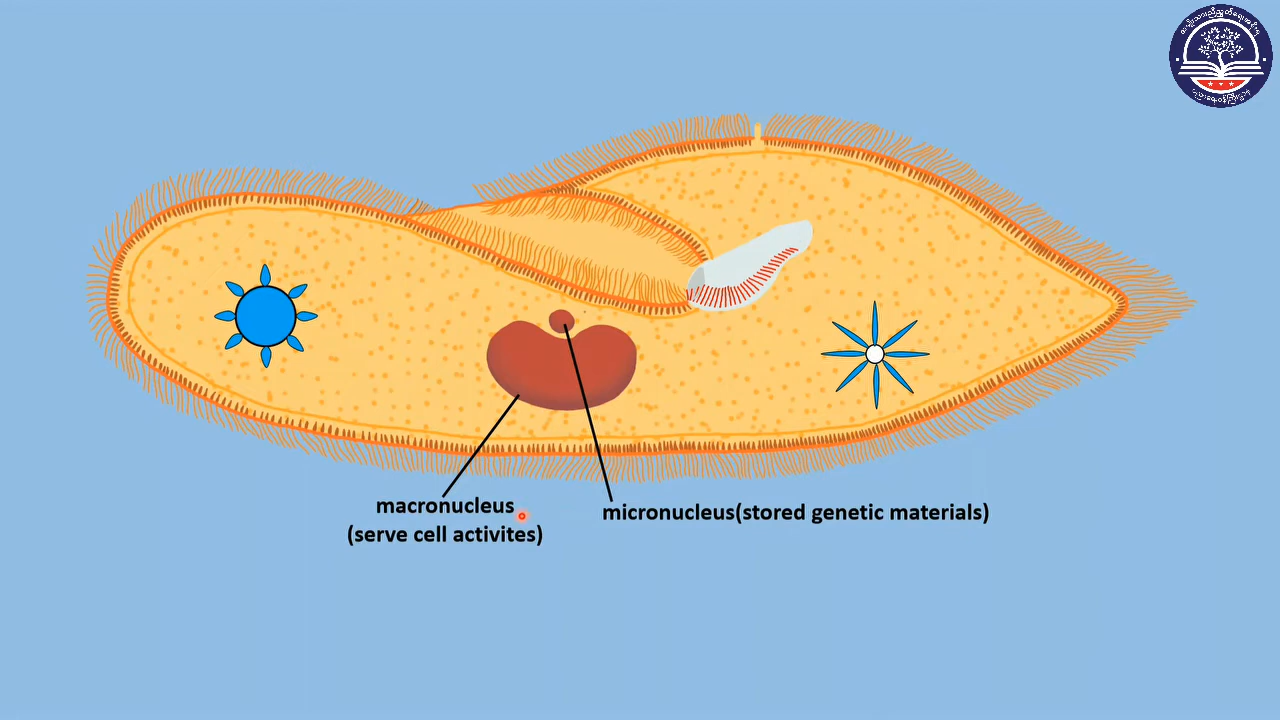 macronucleus
(serve cell activites)
micronucleus(stored genetic materials)